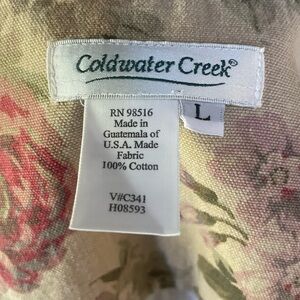 Coldwater Creek®
L
RN 98516
Made in
Guatemala of
U.S.A. Made
Fabric
100% Cotton
V#C341
H08593